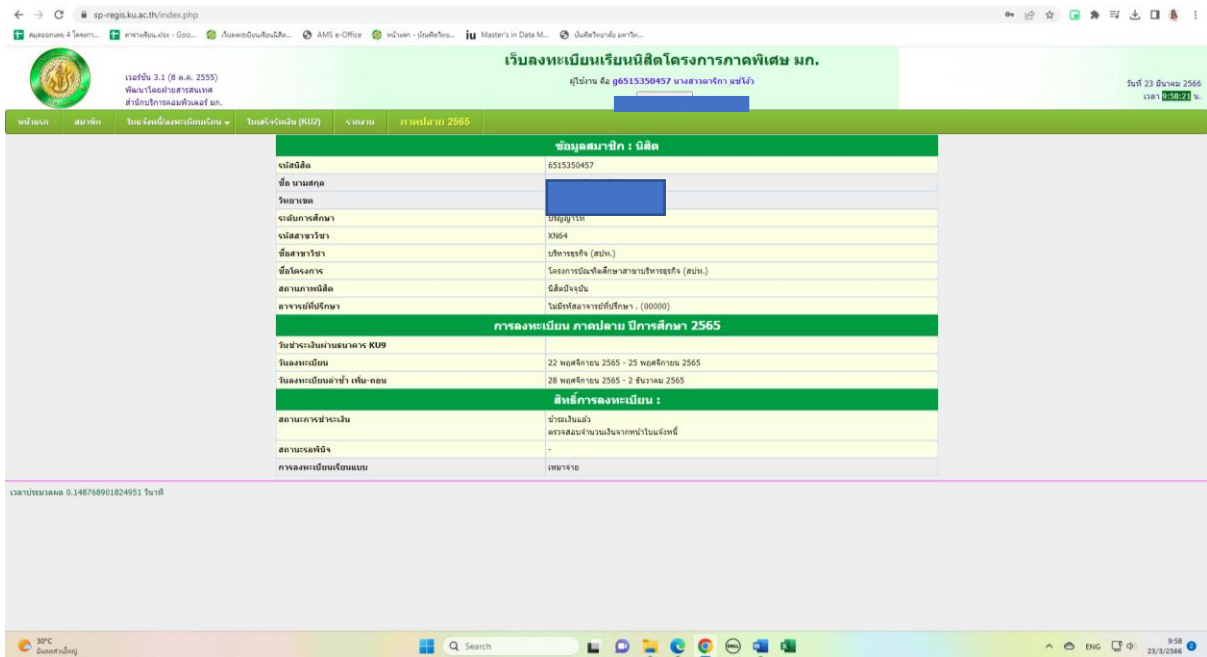 sp-regis.ku.ac.th/index.php
AMS e-Office
Master's in Data M...
เว็บลงทะเบียนเรียนนิสิตโครงการภาคพิเศษ มก.
เวอร์ชั่น 3.1 (8 ต.ค. 2555)
พัฒนาโดยฝ่ายสารสนเทศ
สำนักบริการคอมพิวเตอร์ มก.
ผู้ใช้งาน คือ g6515350457
วันที่ 23 มีนาคม 2566
เวลา 9:58:21 น.
หน้าแรก สมาชิก ใบแจ้งหนี้/ลงทะเบียนเรียน ใบเสร็จรับเงิน (KU2) รายงาน ภาคปลาย 2565
ข้อมูลสมาชิก : นิสิต
รหัสนิสิต 6515350457
ชื่อ นามสกุล
วิทยาเขต
ระดับการศึกษา ปริญญาโท
รหัสสาขาวิชา XN64
ชื่อสาขาวิชา บริหารธุรกิจ (สปท.)
ชื่อโครงการ โครงการบัณฑิตศึกษาสาขาบริหารธุรกิจ (สปท.)
สถานภาพนิสิต นิสิตปัจจุบัน
อาจารย์ที่ปรึกษา ไม่มีรหัสอาจารย์ที่ปรึกษา . (00000)
การลงทะเบียน ภาคปลาย ปีการศึกษา 2565
วันชำระเงินผ่านธนาคาร KU9
วันลงทะเบียน 22 พฤศจิกายน 2565 - 25 พฤศจิกายน 2565
วันลงทะเบียนล่าช้า เพิ่ม-ถอน 28 พฤศจิกายน 2565 - 2 ธันวาคม 2565
สิทธิ์การลงทะเบียน :
สถานะการชำระเงิน ชำระเงินแล้ว
ตรวจสอบจำนวนเงินจากหน้าใบแจ้งหนี้
สถานะรอพินิจ -
การลงทะเบียนเรียนแบบ เหมาจ่าย
เวลาประมวลผล 0.148768901824951 วินาที
30°C
Search
ENG
9:58
23/3/2566